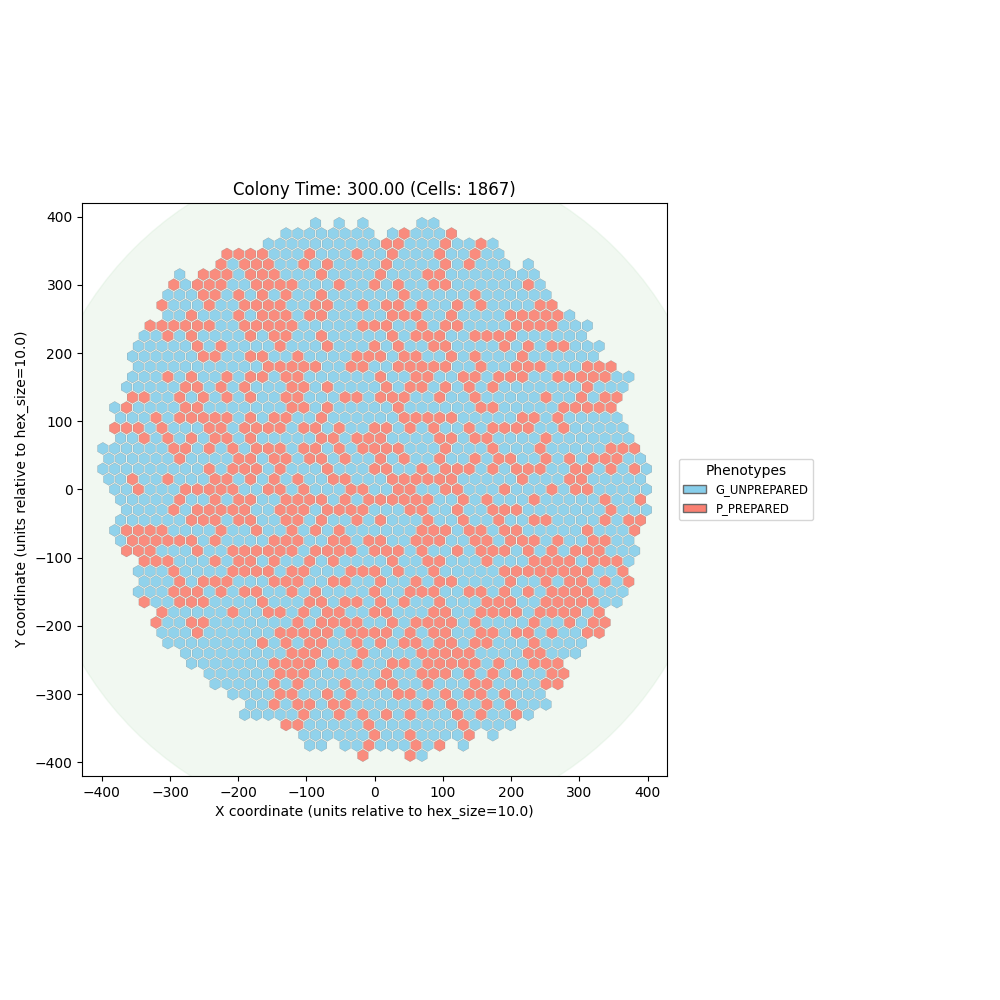 Colony Time: 300.00 (Cells: 1867)
400
300
200
100
0
−100
−200
−300
−400
Y coordinate (units relative to hex_size=10.0)
−400 −300 −200 −100 0 100 200 300 400
X coordinate (units relative to hex_size=10.0)
Phenotypes
G_UNPREPARED
P_PREPARED